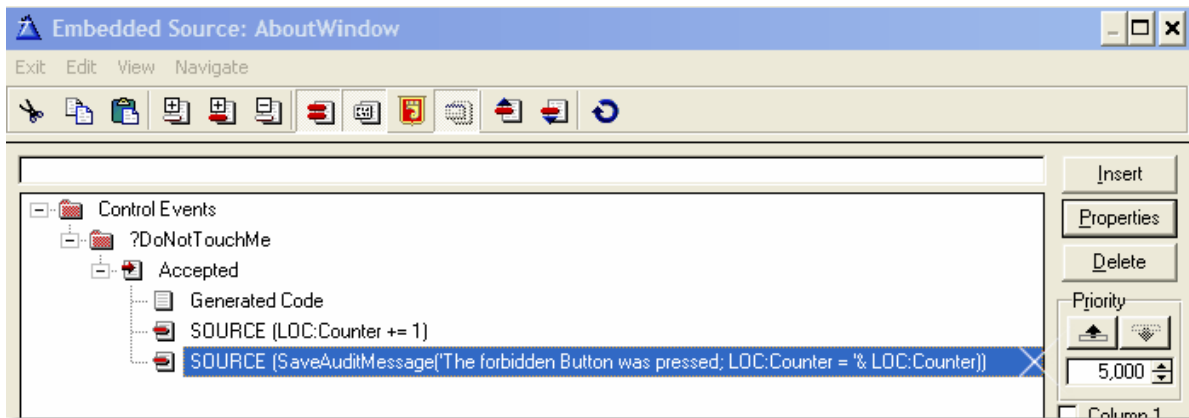 Embedded Source: AboutWindow
Exit Edit View Navigate
Insert
Control Events
Properties
?DoNotTouchMe
Delete
Accepted
Generated Code
Priority
SOURCE (LOC:Counter += 1)
SOURCE (SaveAuditMessage('The forbidden Button was pressed; LOC:Counter = '& LOC:Counter))
5,000
Column 1